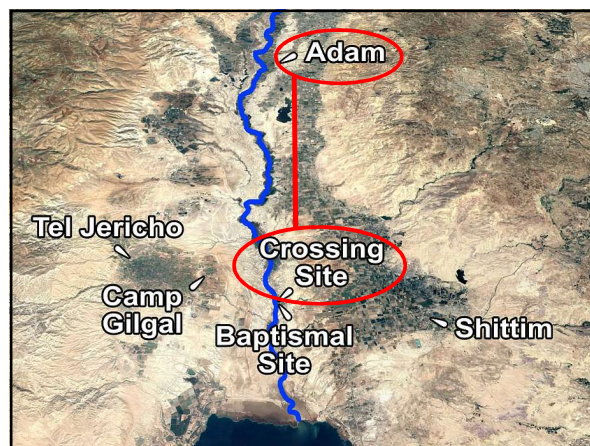 Adam
Tel Jericho
Crossing
Site
Camp
Gilgal
Baptismal
Site
Shittim